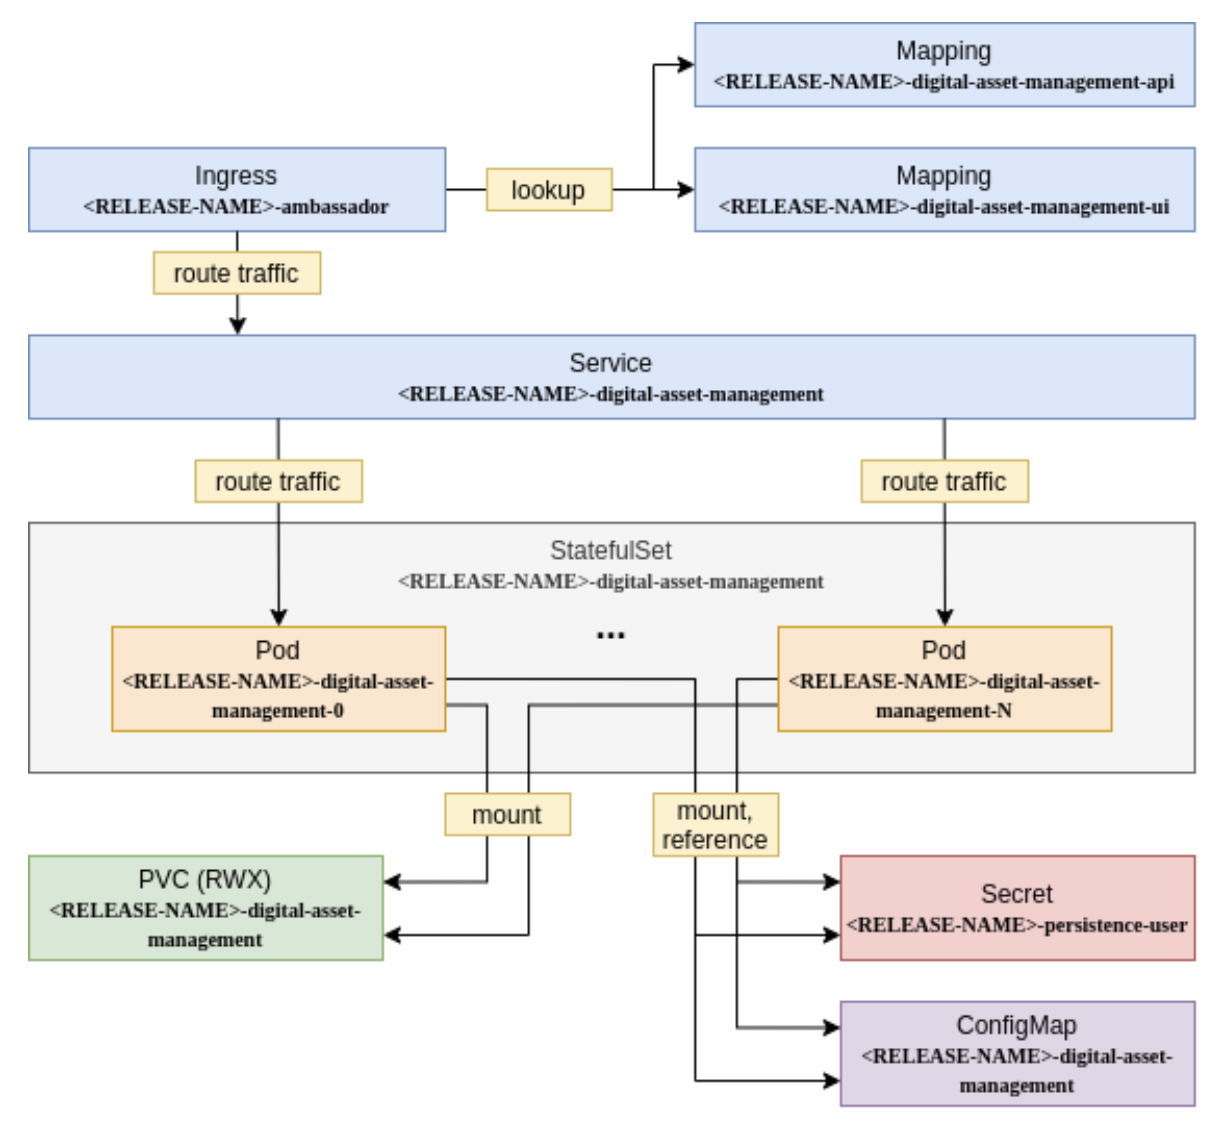 Mapping
<RELEASE-NAME>-digital-asset-management-api
Ingress
<RELEASE-NAME>-ambassador
lookup
Mapping
<RELEASE-NAME>-digital-asset-management-ui
route traffic
Service
<RELEASE-NAME>-digital-asset-management
route traffic
route traffic
StatefulSet
<RELEASE-NAME>-digital-asset-management
...
Pod
<RELEASE-NAME>-digital-asset-
management-0
Pod
<RELEASE-NAME>-digital-asset-
management-N
mount
mount,
reference
PVC (RWX)
<RELEASE-NAME>-digital-asset-
management
Secret
<RELEASE-NAME>-persistence-user
ConfigMap
<RELEASE-NAME>-digital-asset-
management